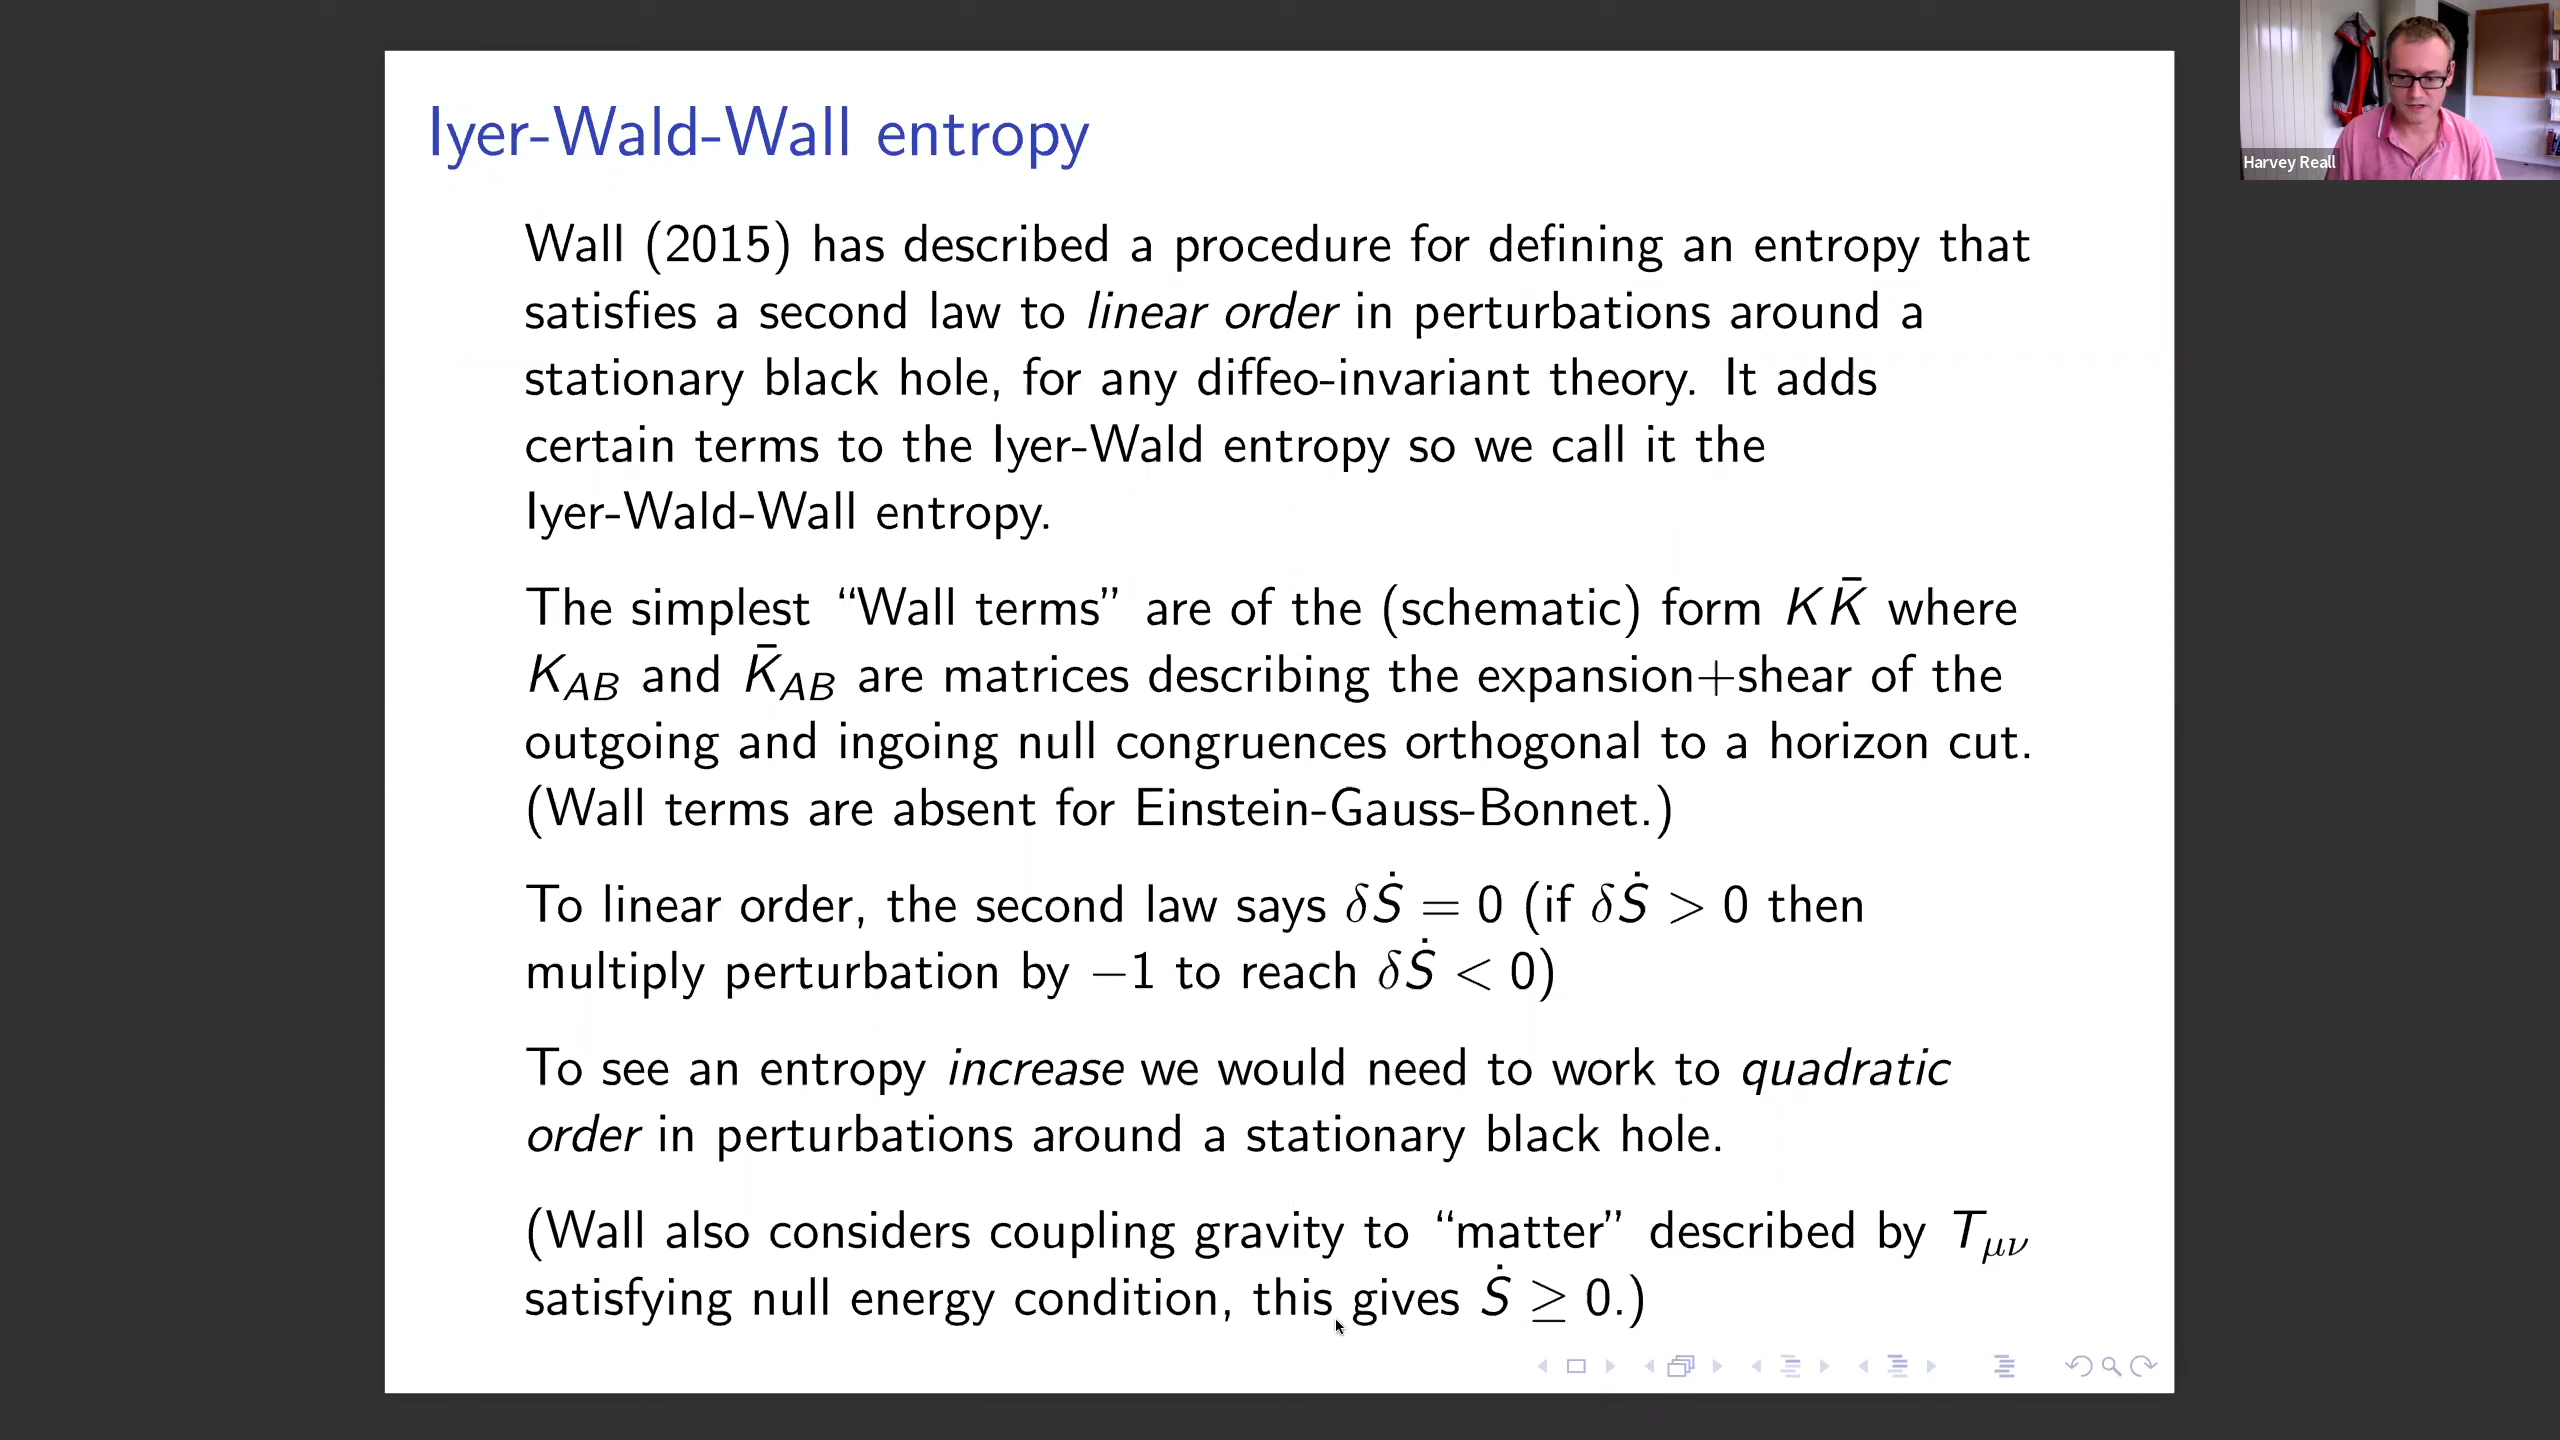 Iyer-Wald-Wall entropy
Harvey Reall
Wall (2015) has described a procedure for defining an entropy that
satisfies a second law to linear order in perturbations around a
stationary black hole, for any diffeo-invariant theory. It adds
certain terms to the Iyer-Wald entropy so we call it the
Iyer-Wald-Wall entropy.
The simplest “Wall terms” are of the (schematic) form KK̄ where
K_{AB} and K̄_{AB} are matrices describing the expansion+shear of the
outgoing and ingoing null congruences orthogonal to a horizon cut.
(Wall terms are absent for Einstein-Gauss-Bonnet.)
To linear order, the second law says δṠ = 0 (if δṠ > 0 then
multiply perturbation by −1 to reach δṠ < 0)
To see an entropy increase we would need to work to quadratic
order in perturbations around a stationary black hole.
(Wall also considers coupling gravity to “matter” described by T_{μν}
satisfying null energy condition, this gives Ṡ ≥ 0.)